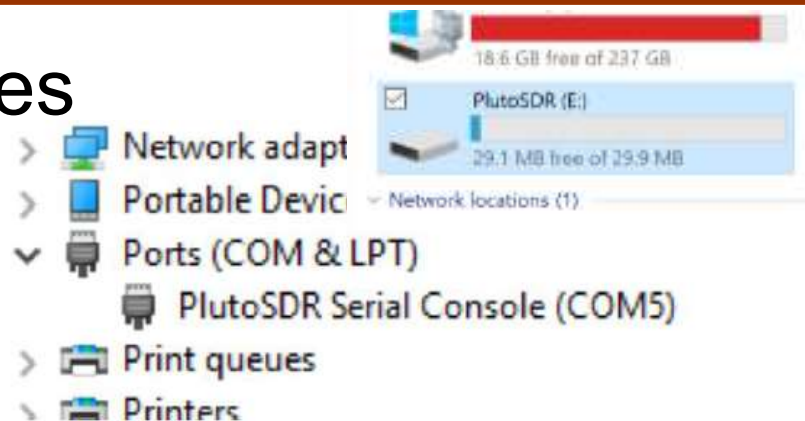 es
18.6 GB free of 237 GB
PlutoSDR (E:)
29.1 MB free of 29.9 MB
Network locations (1)
Network adapt
Portable Devic
Ports (COM & LPT)
PlutoSDR Serial Console (COM5)
Print queues
Printers